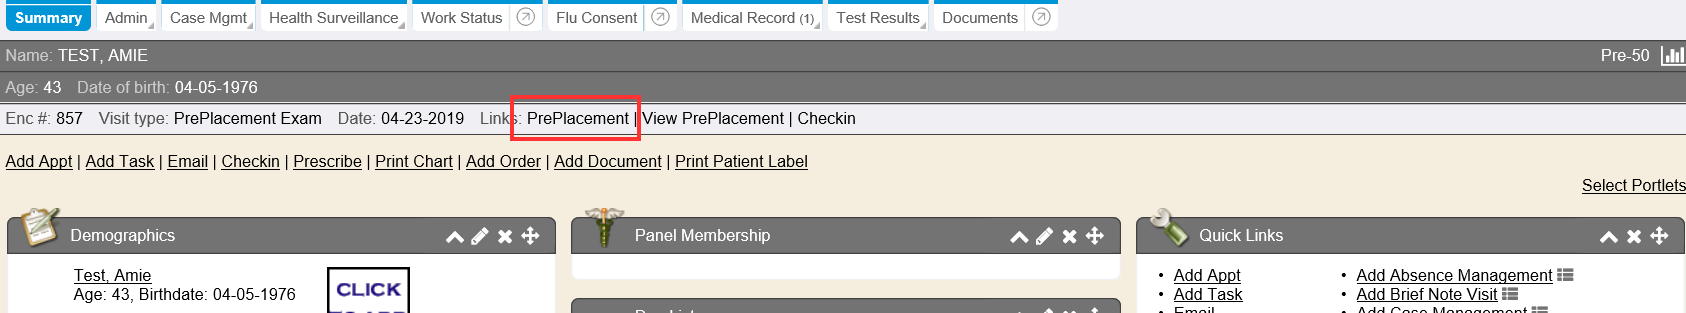 Summary Admin Case Mgmt Health Surveillance Work Status Flu Consent Medical Record (1) Test Results Documents
Name: TEST, AMIE Pre-50
Age: 43 Date of birth: 04-05-1976
Enc #: 857 Visit type: PrePlacement Exam Date: 04-23-2019 Links: PrePlacement | View PrePlacement | Checkin
Add Appt | Add Task | Email | Checkin | Prescribe | Print Chart | Add Order | Add Document | Print Patient Label
Select Portlets
Demographics Panel Membership Quick Links
Test, Amie
Age: 43, Birthdate: 04-05-1976
CLICK
• Add Appt • Add Absence Management
• Add Task • Add Brief Note Visit
• Email • Add Case Management